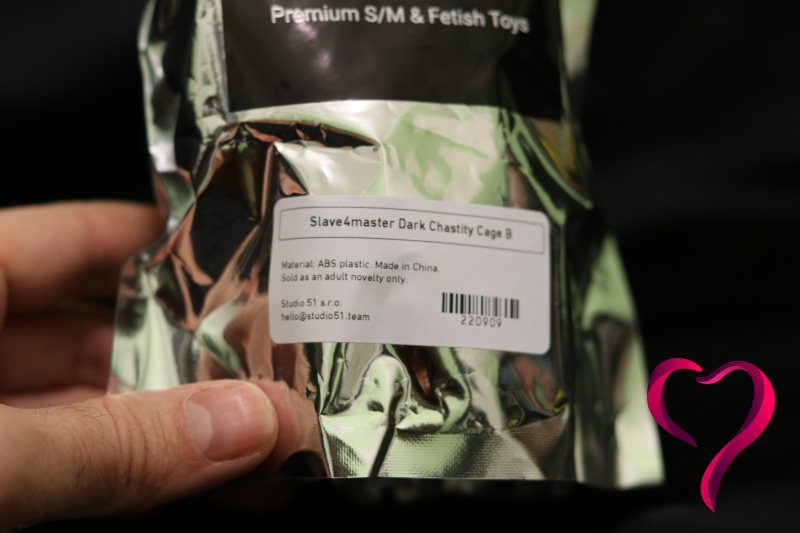 Premium S/M & Fetish Toys
Slave4master Dark Chastity Cage B
Material: ABS plastic. Made in China.
Sold as an adult novelty only.
Studio 51 s.r.o.
hello@studio51.team
220909